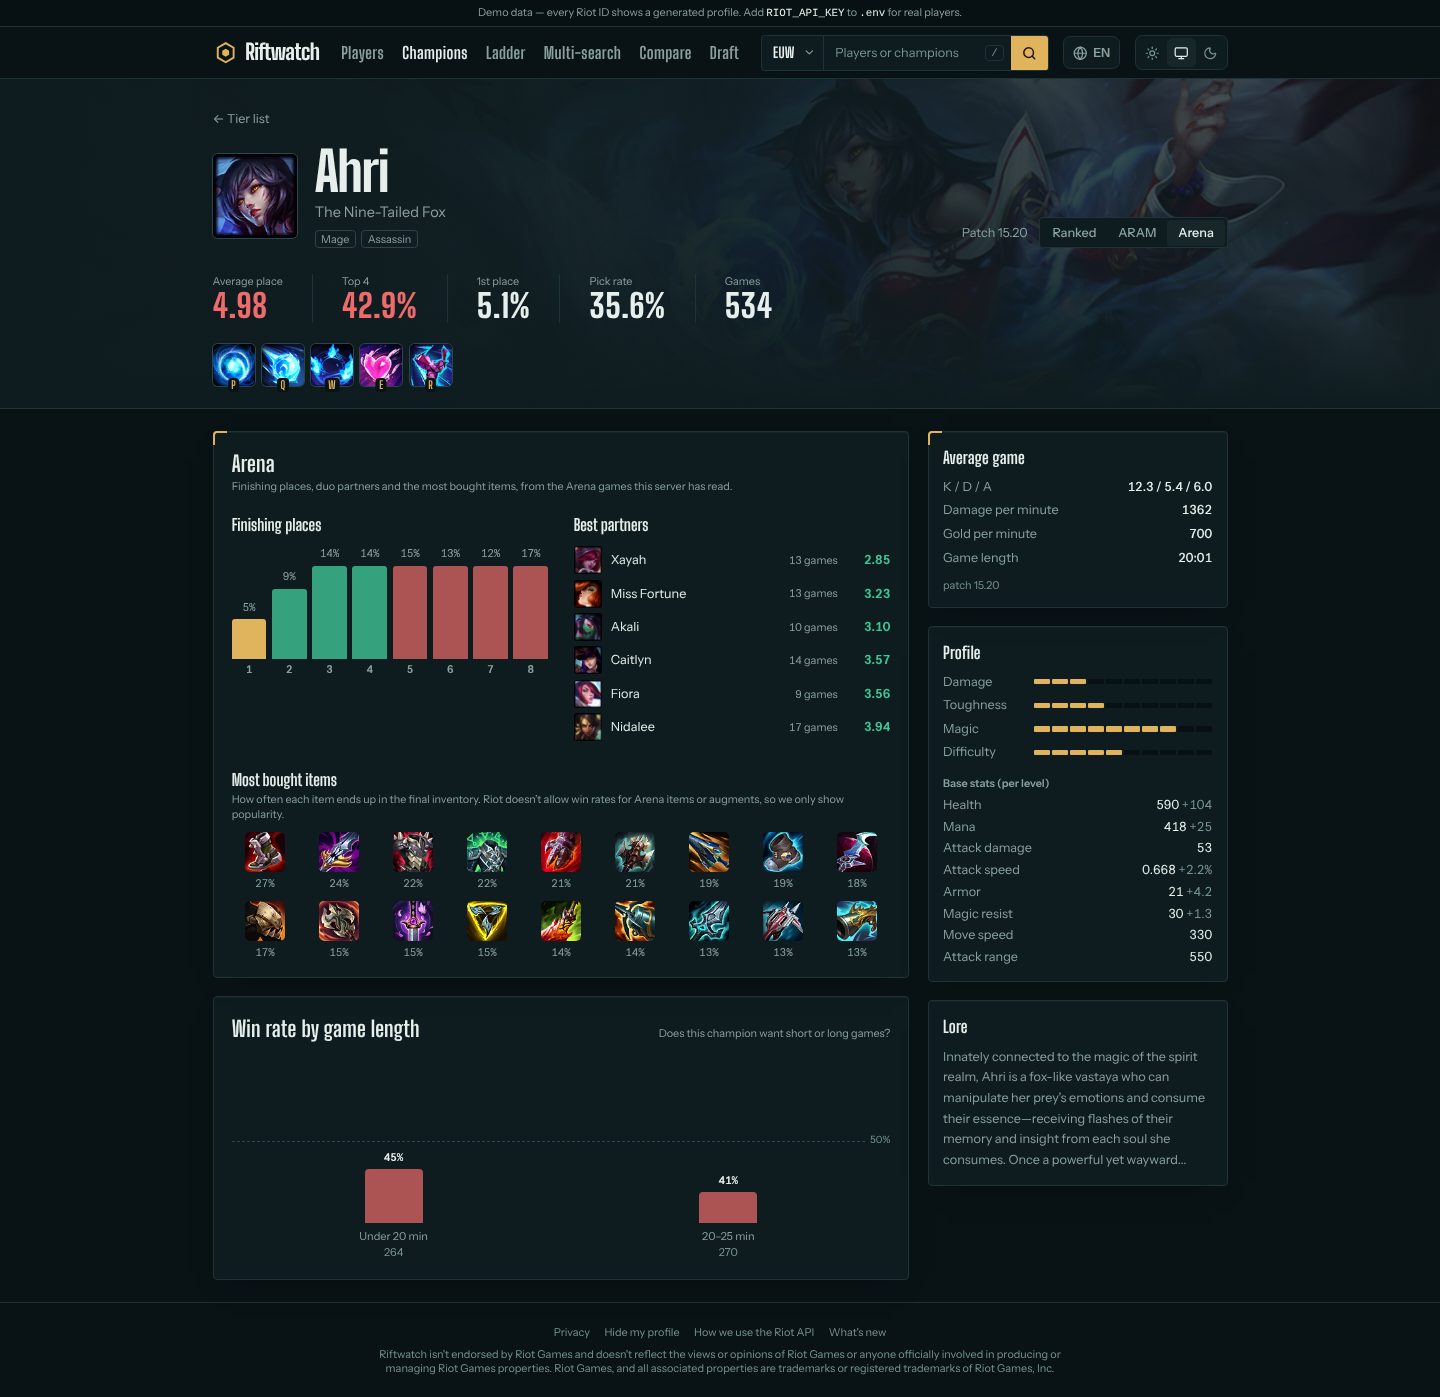 Demo data — every Riot ID shows a generated profile. Add RIOT_API_KEY to .env for real players.
Riftwatch Players Champions Ladder Multi-search Compare Draft EUW Players or champions / EN
← Tier list
Ahri
The Nine-Tailed Fox
Mage Assassin
Patch 15.20 Ranked ARAM Arena
Average place Top 4 1st place Pick rate Games
4.98 42.9% 5.1% 35.6% 534
P Q W E R
Arena
Finishing places, duo partners and the most bought items, from the Arena games this server has read.
Finishing places
14% 14% 15% 13% 12% 17%
9%
5%
1 2 3 4 5 6 7 8
Best partners
Xayah 13 games 2.85
Miss Fortune 13 games 3.23
Akali 10 games 3.10
Caitlyn 14 games 3.57
Fiora 9 games 3.56
Nidalee 17 games 3.94
Most bought items
How often each item ends up in the final inventory. Riot doesn't allow win rates for Arena items or augments, so we only show
popularity.
27% 24% 22% 22% 21% 21% 19% 19% 18%
17% 15% 15% 15% 14% 14% 13% 13% 13%
Win rate by game length
Does this champion want short or long games?
50%
45%
41%
Under 20 min 20–25 min
264 270
Average game
K / D / A 12.3 / 5.4 / 6.0
Damage per minute 1362
Gold per minute 700
Game length 20:01
patch 15.20
Profile
Damage
Toughness
Magic
Difficulty
Base stats (per level)
Health 590 +104
Mana 418 +25
Attack damage 53
Attack speed 0.668 +2.2%
Armor 21 +4.2
Magic resist 30 +1.3
Move speed 330
Attack range 550
Lore
Innately connected to the magic of the spirit
realm, Ahri is a fox-like vastaya who can
manipulate her prey's emotions and consume
their essence—receiving flashes of their
memory and insight from each soul she
consumes. Once a powerful yet wayward...
Privacy Hide my profile How we use the Riot API What's new
Riftwatch isn't endorsed by Riot Games and doesn't reflect the views or opinions of Riot Games or anyone officially involved in producing or
managing Riot Games properties. Riot Games, and all associated properties are trademarks or registered trademarks of Riot Games, Inc.